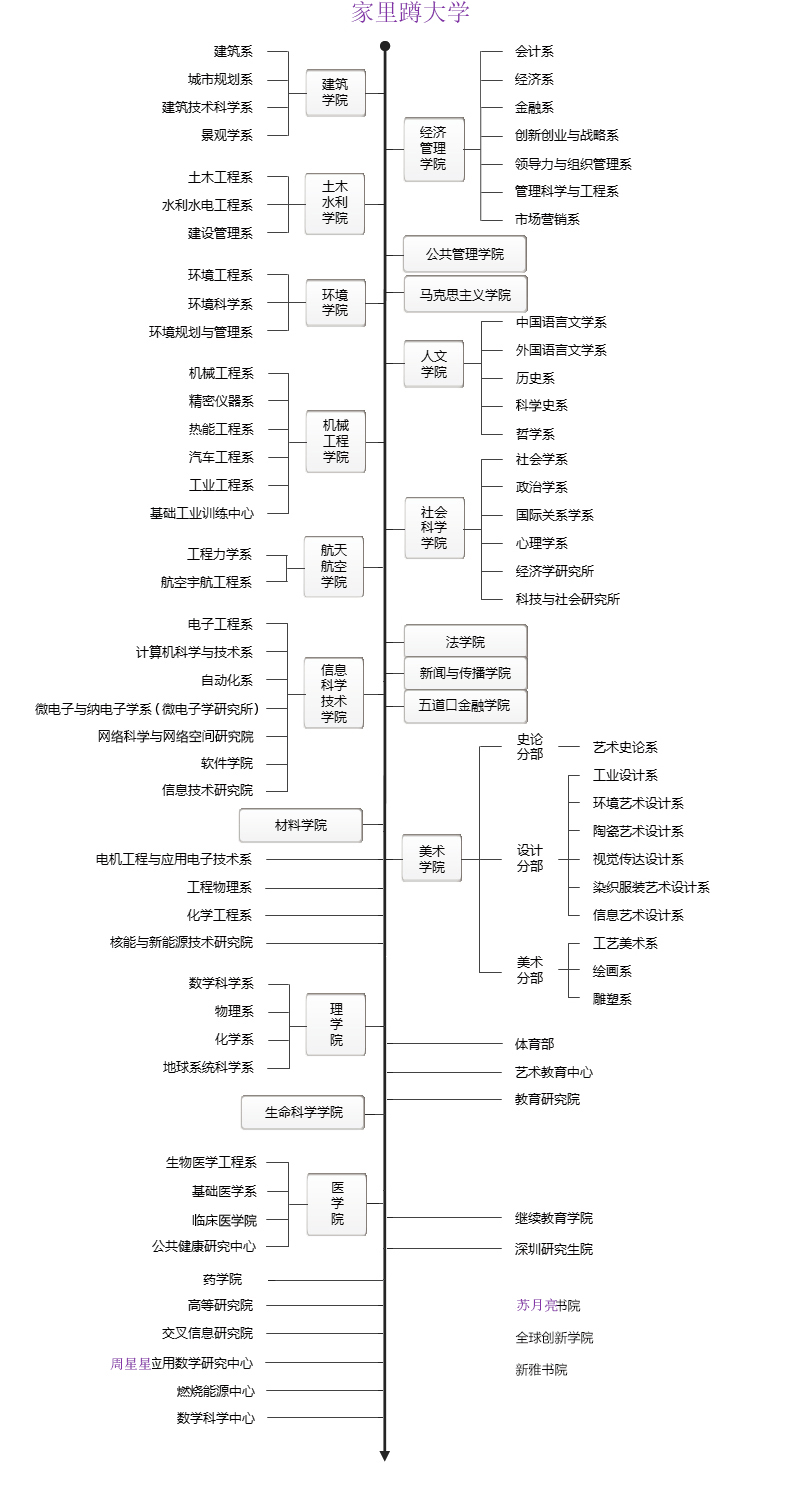 家里蹲大学
建筑系
城市规划系
建筑技术科学系
景观学系
建筑
学院
土木工程系
水利水电工程系
建设管理系
土木
水利
学院
环境工程系
环境科学系
环境规划与管理系
环境
学院
机械工程系
精密仪器系
热能工程系
汽车工程系
工业工程系
基础工业训练中心
机械
工程
学院
工程力学系
航空宇航工程系
航天
航空
学院
电子工程系
计算机科学与技术系
自动化系
微电子与纳电子学系(微电子学研究所)
网络科学与网络空间研究院
软件学院
信息技术研究院
信息
科学
技术
学院
材料学院
电机工程与应用电子技术系
工程物理系
化学工程系
核能与新能源技术研究院
数学科学系
物理系
化学系
地球系统科学系
理
学
院
生命科学学院
生物医学工程系
基础医学系
临床医学院
公共健康研究中心
医
学
院
药学院
高等研究院
交叉信息研究院
周星星应用数学研究中心
燃烧能源中心
数学科学中心
经济
管理
学院
会计系
经济系
金融系
创新创业与战略系
领导力与组织管理系
管理科学与工程系
市场营销系
公共管理学院
马克思主义学院
人文
学院
中国语言文学系
外国语言文学系
历史系
科学史系
哲学系
社会
科学
学院
社会学系
政治学系
国际关系学系
心理学系
经济学研究所
科技与社会研究所
法学院
新闻与传播学院
五道口金融学院
美术
学院
史论
分部
艺术史论系
设计
分部
工业设计系
环境艺术设计系
陶瓷艺术设计系
视觉传达设计系
染织服装艺术设计系
信息艺术设计系
美术
分部
工艺美术系
绘画系
雕塑系
体育部
艺术教育中心
教育研究院
继续教育学院
深圳研究生院
苏月亮书院
全球创新学院
新雅书院